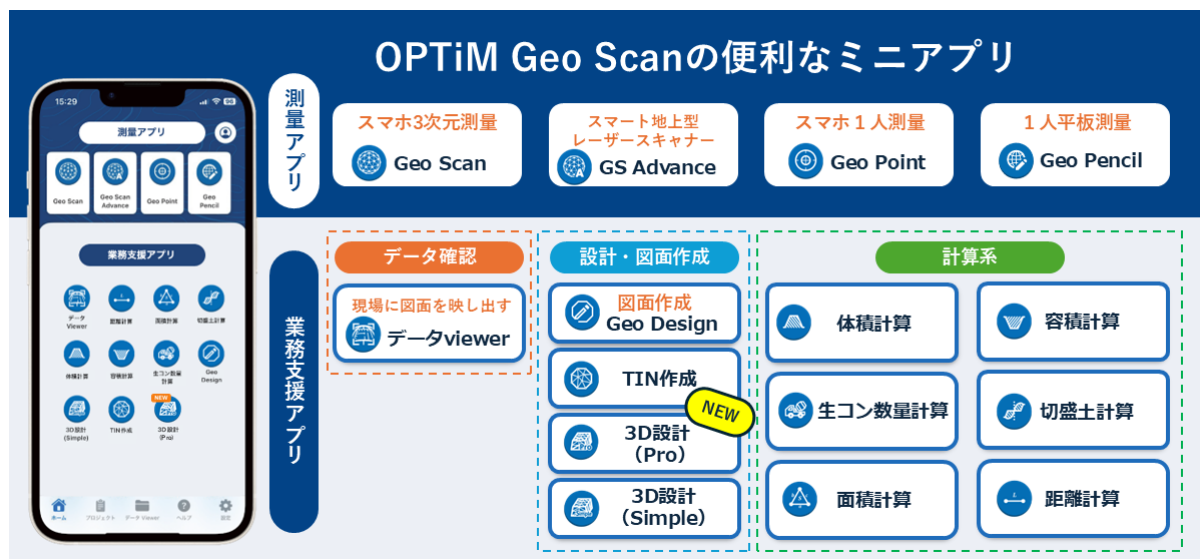 OPTiM Geo Scanの便利なミニアプリ
測量アプリ
スマホ3次元測量
Geo Scan
スマート地上型
レーザースキャナー
GS Advance
スマホ１人測量
Geo Point
１人平板測量
Geo Pencil
業務支援アプリ
データ確認
現場に図面を映し出す
データviewer
設計・図面作成
図面作成
Geo Design
TIN作成
NEW
3D設計
（Pro）
3D設計
（Simple）
計算系
体積計算
容積計算
生コン数量計算
切盛土計算
面積計算
距離計算
15:29
測量アプリ
Geo Scan
Geo Scan
Advance
Geo Point
Geo
Pencil
業務支援アプリ
データ
Viewer
距離計算
面積計算
切盛土計算
体積計算
容積計算
生コン数量
計算
Geo
Design
3D設計
(Simple)
TIN作成
NEW
3D設計
(Pro)
ホーム
プロジェクト
データ Viewer
ヘルプ
設定